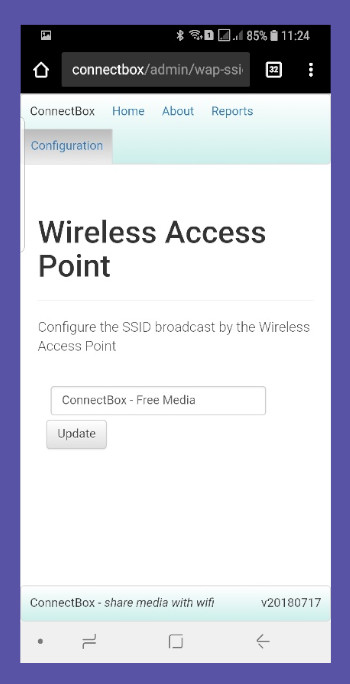 85% 11:24
connectbox/admin/wap-ssi
32
ConnectBox Home About Reports
Configuration
Wireless Access
Point
Configure the SSID broadcast by the Wireless
Access Point
ConnectBox - Free Media
Update
ConnectBox - share media with wifi v20180717